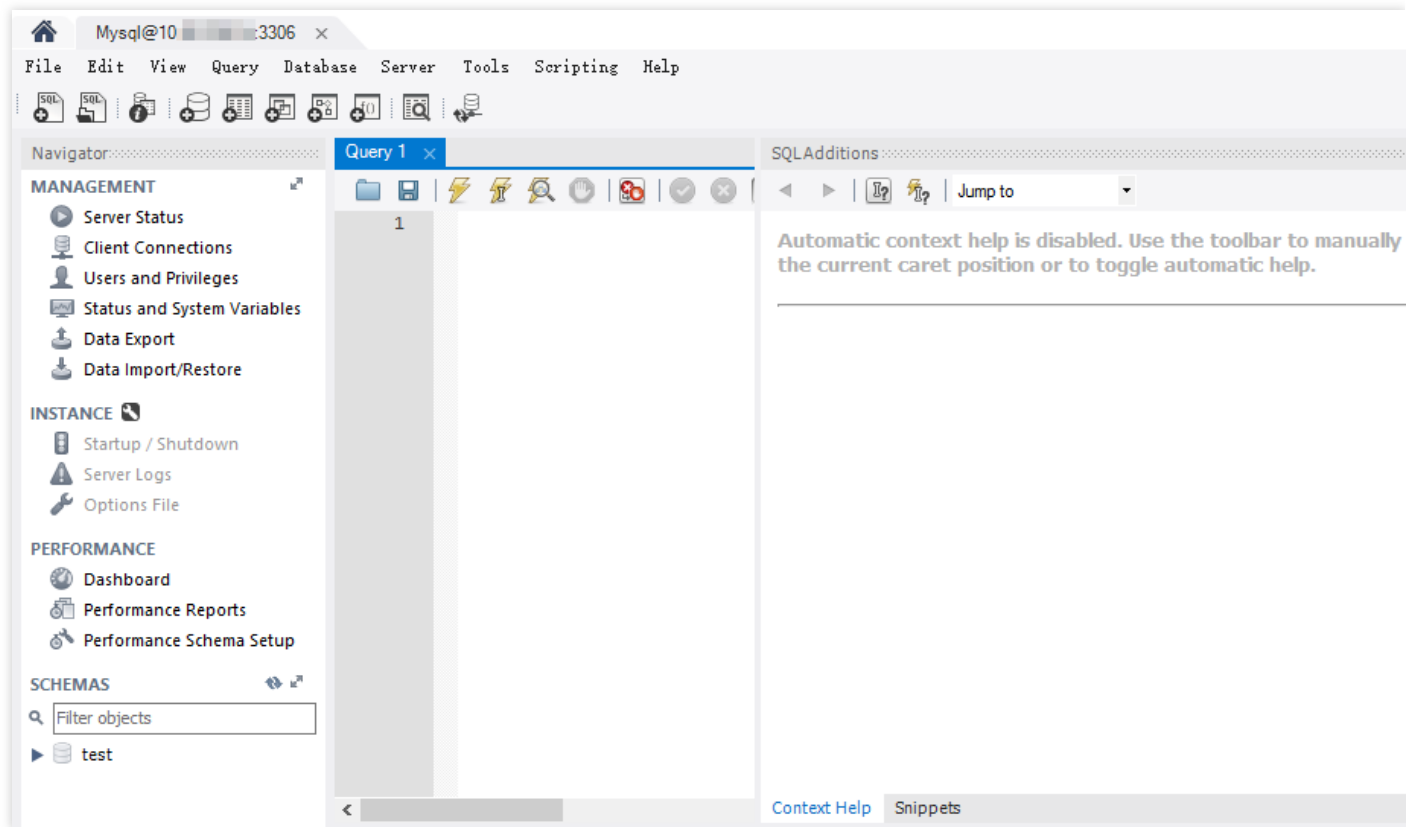 Mysql@10 :3306
File Edit View Query Database Server Tools Scripting Help
Navigator
MANAGEMENT
Server Status
Client Connections
Users and Privileges
Status and System Variables
Data Export
Data Import/Restore
INSTANCE
Startup / Shutdown
Server Logs
Options File
PERFORMANCE
Dashboard
Performance Reports
Performance Schema Setup
SCHEMAS
Filter objects
test
Query 1
1
SQLAdditions
Jump to
Automatic context help is disabled. Use the toolbar to manually
the current caret position or to toggle automatic help.
Context Help Snippets